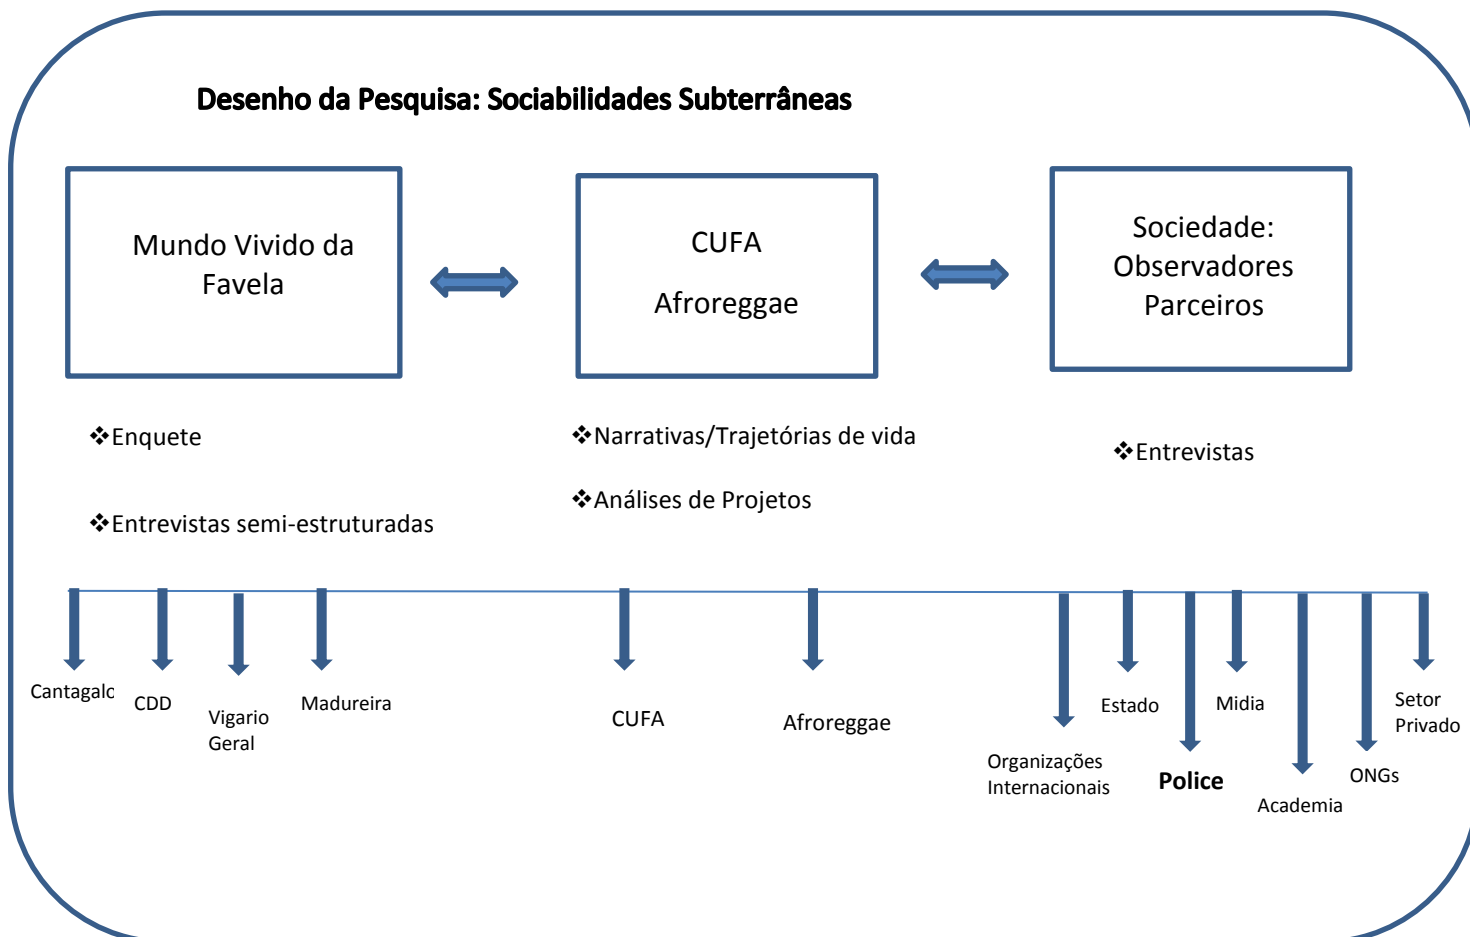 Desenho da Pesquisa: Sociabilidades Subterrâneas
Mundo Vivido da
Favela
CUFA
Afroreggae
Sociedade:
Observadores
Parceiros
❖Enquete
❖Entrevistas semi-estruturadas
❖Narrativas/Trajetórias de vida
❖Análises de Projetos
❖Entrevistas
Cantagalo
CDD
Vigario
Geral
Madureira
CUFA
Afroreggae
Organizações
Internacionais
Estado
Police
Midia
Academia
ONGs
Setor
Privado